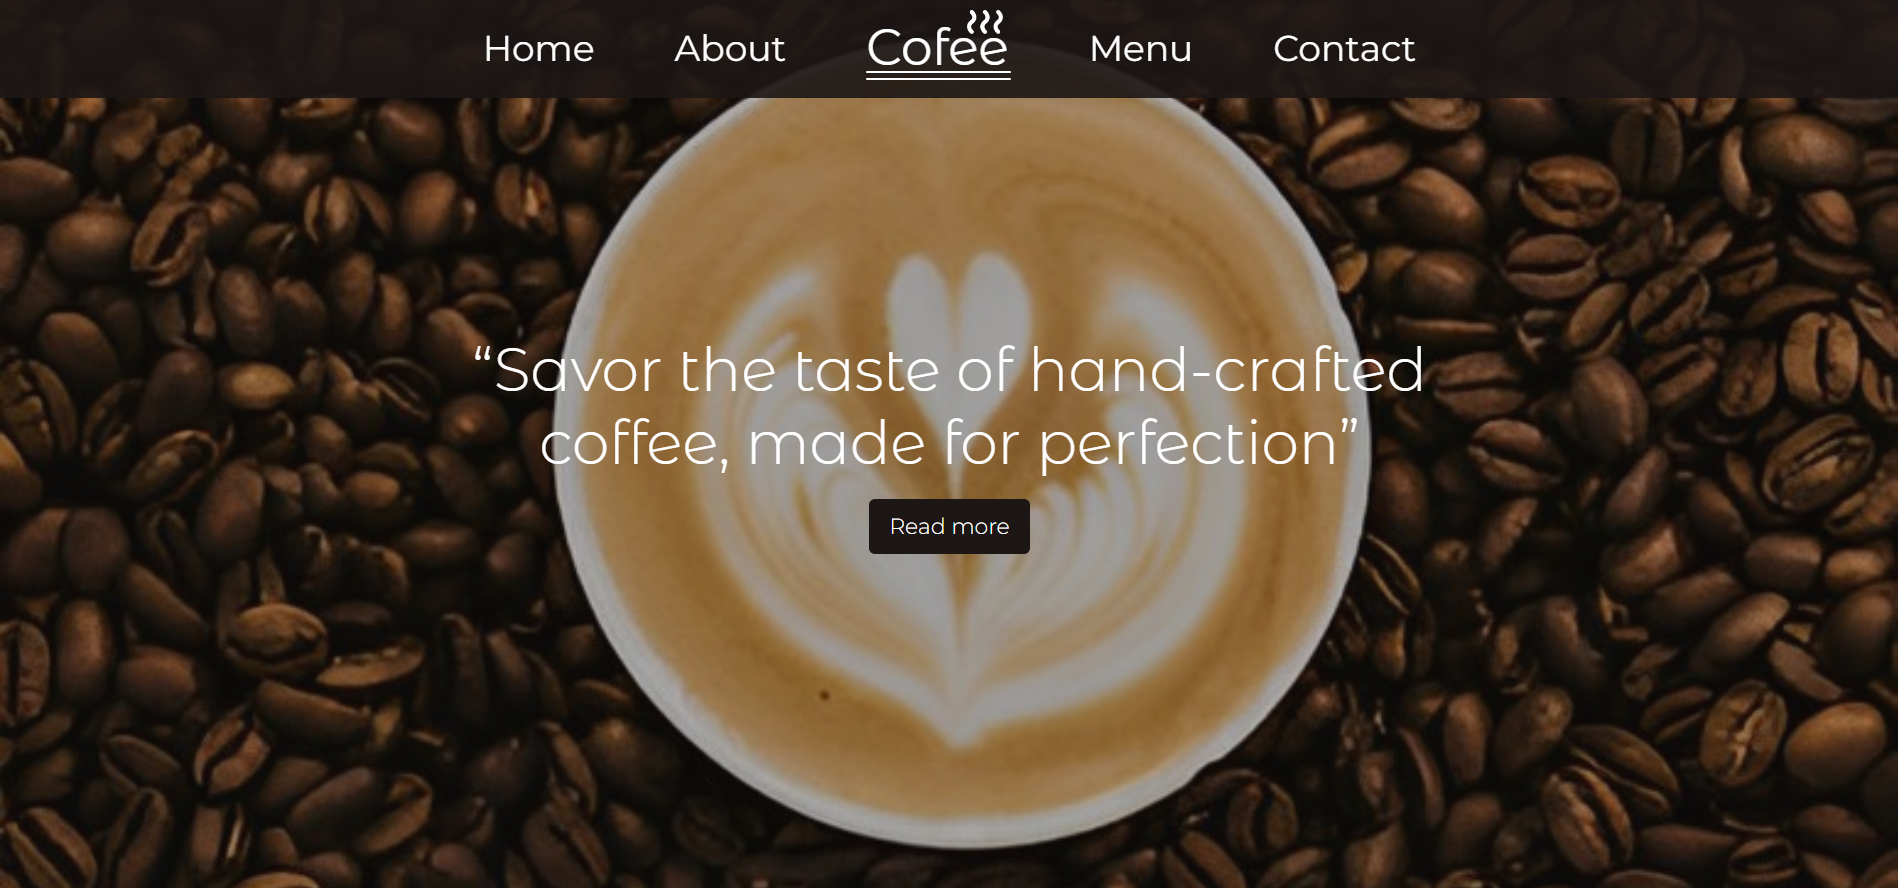 Home About Cofee Menu Contact
“Savor the taste of hand-crafted
coffee, made for perfection”
Read more